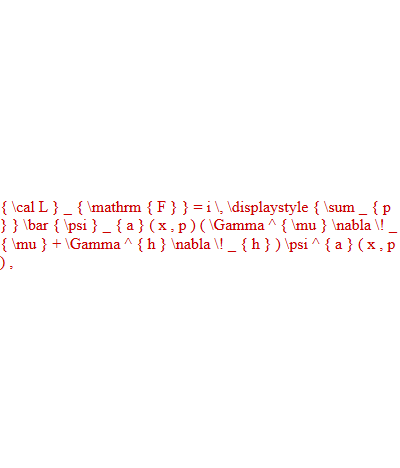 { \cal L } _ { \mathrm { F } } = i \, \displaystyle { \sum _ { p
} } \bar { \psi } _ { a } ( x , p ) ( \Gamma ^ { \mu } \nabla \! _
{ \mu } + \Gamma ^ { h } \nabla \! _ { h } ) \psi ^ { a } ( x , p
) ,